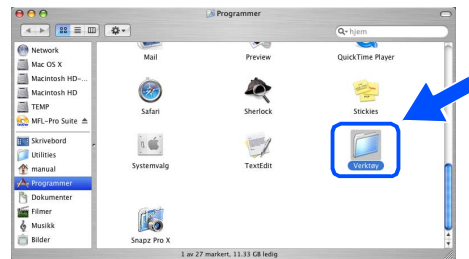 Programmer
Q- hjem
Network
Mac OS X
Macintosh HD-...
Macintosh HD
TEMP
MFL-Pro Suite
Skrivebord
Utilities
manual
Programmer
Dokumenter
Filmer
Musikk
Bilder
Mail
Preview
QuickTime Player
Safari
Sherlock
Stickies
Systemvalg
TextEdit
Verktøy
Snapz Pro X
1 av 27 markert, 11.33 GB ledig